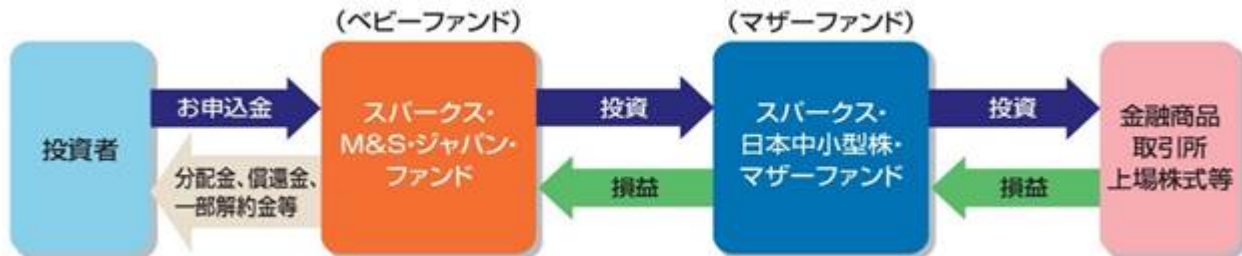 (ベビーファンド)
(マザーファンド)
投資者
お申込金
分配金、償還金、
一部解約金等
スパークス・
M&S・ジャパン・
ファンド
投資
損益
スパークス・
日本中小型株・
マザーファンド
投資
損益
金融商品
取引所
上場株式等